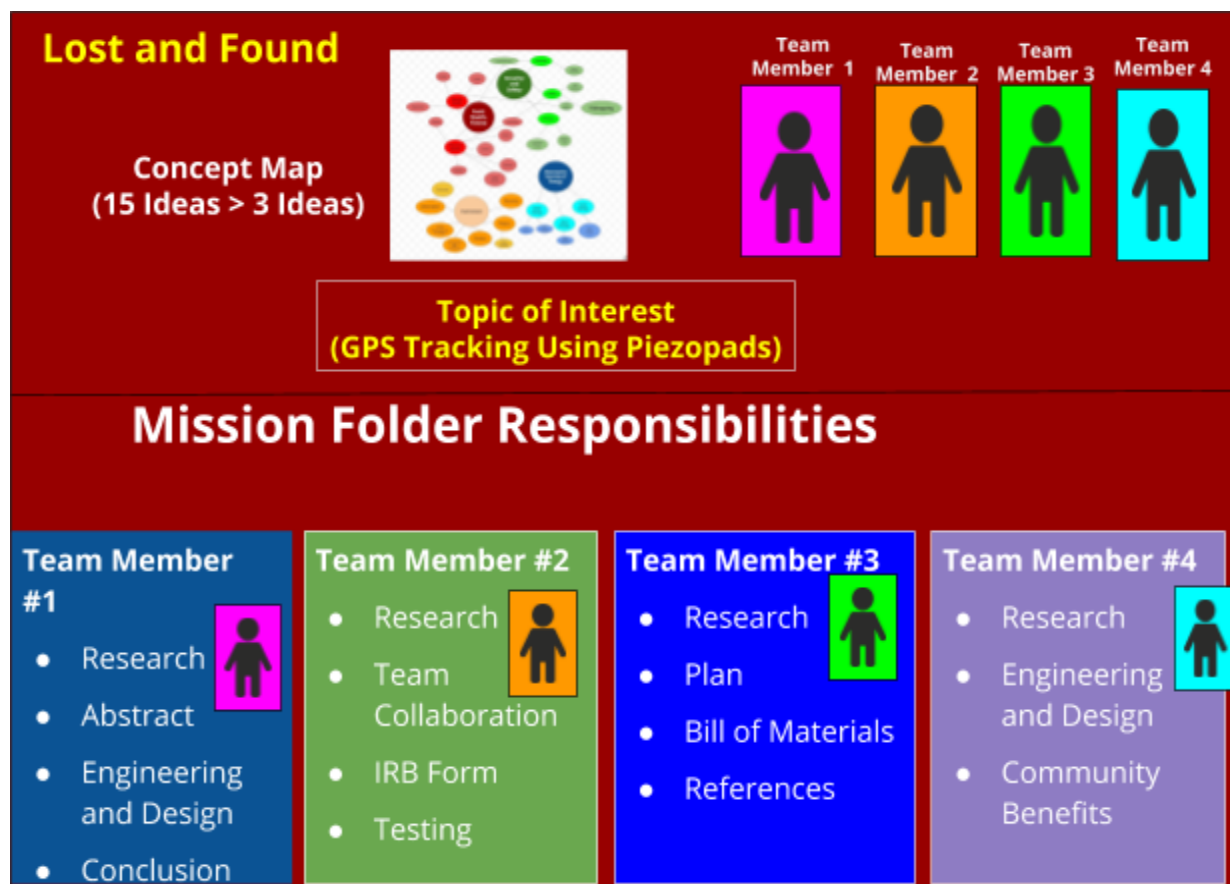 Lost and Found
Concept Map
(15 Ideas > 3 Ideas)
Team
Member 1
Team
Member 2
Team
Member 3
Team
Member 4
Topic of Interest
(GPS Tracking Using Piezopads)
Mission Folder Responsibilities
Team Member
#1
● Research
● Abstract
● Engineering
and Design
● Conclusion
Team Member #2
● Research
● Team
Collaboration
● IRB Form
● Testing
Team Member #3
● Research
● Plan
● Bill of Materials
● References
Team Member #4
● Research
● Engineering
and Design
● Community
Benefits